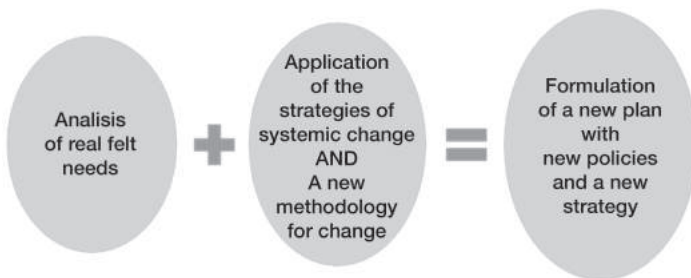 Analisis
of real felt
needs
Application
of the
strategies of
systemic change
AND
A new
methodology
for change
Formulation
of a new plan
with
new policies
and a new
strategy